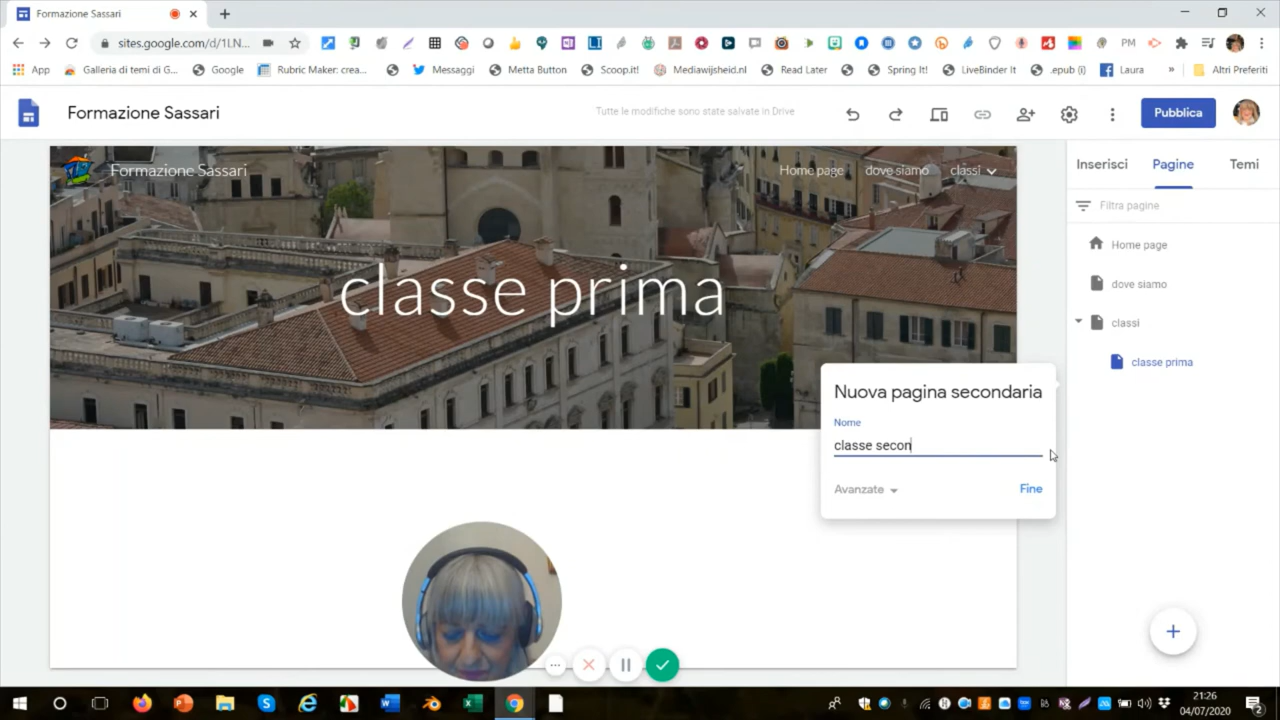 Formazione Sassari
sites.google.com/d/1LN...
PM
App
Galleria di temi di G...
Google
Rubric Maker: crea...
Messaggi
Metta Button
Scoop.it!
Mediawijsheid.nl
Read Later
Spring It!
LiveBinder It
.epub (i)
Laura
»
Altri Preferiti
Formazione Sassari
Tutte le modifiche sono state salvate in Drive
Pubblica
Inserisci
Pagine
Temi
Formazione Sassari
Home page
dove siamo
classi
classe prima
Filtra pagine
Home page
dove siamo
classi
classe prima
Nuova pagina secondaria
Nome
classe secon
Avanzate
Fine
21:26
04/07/2020